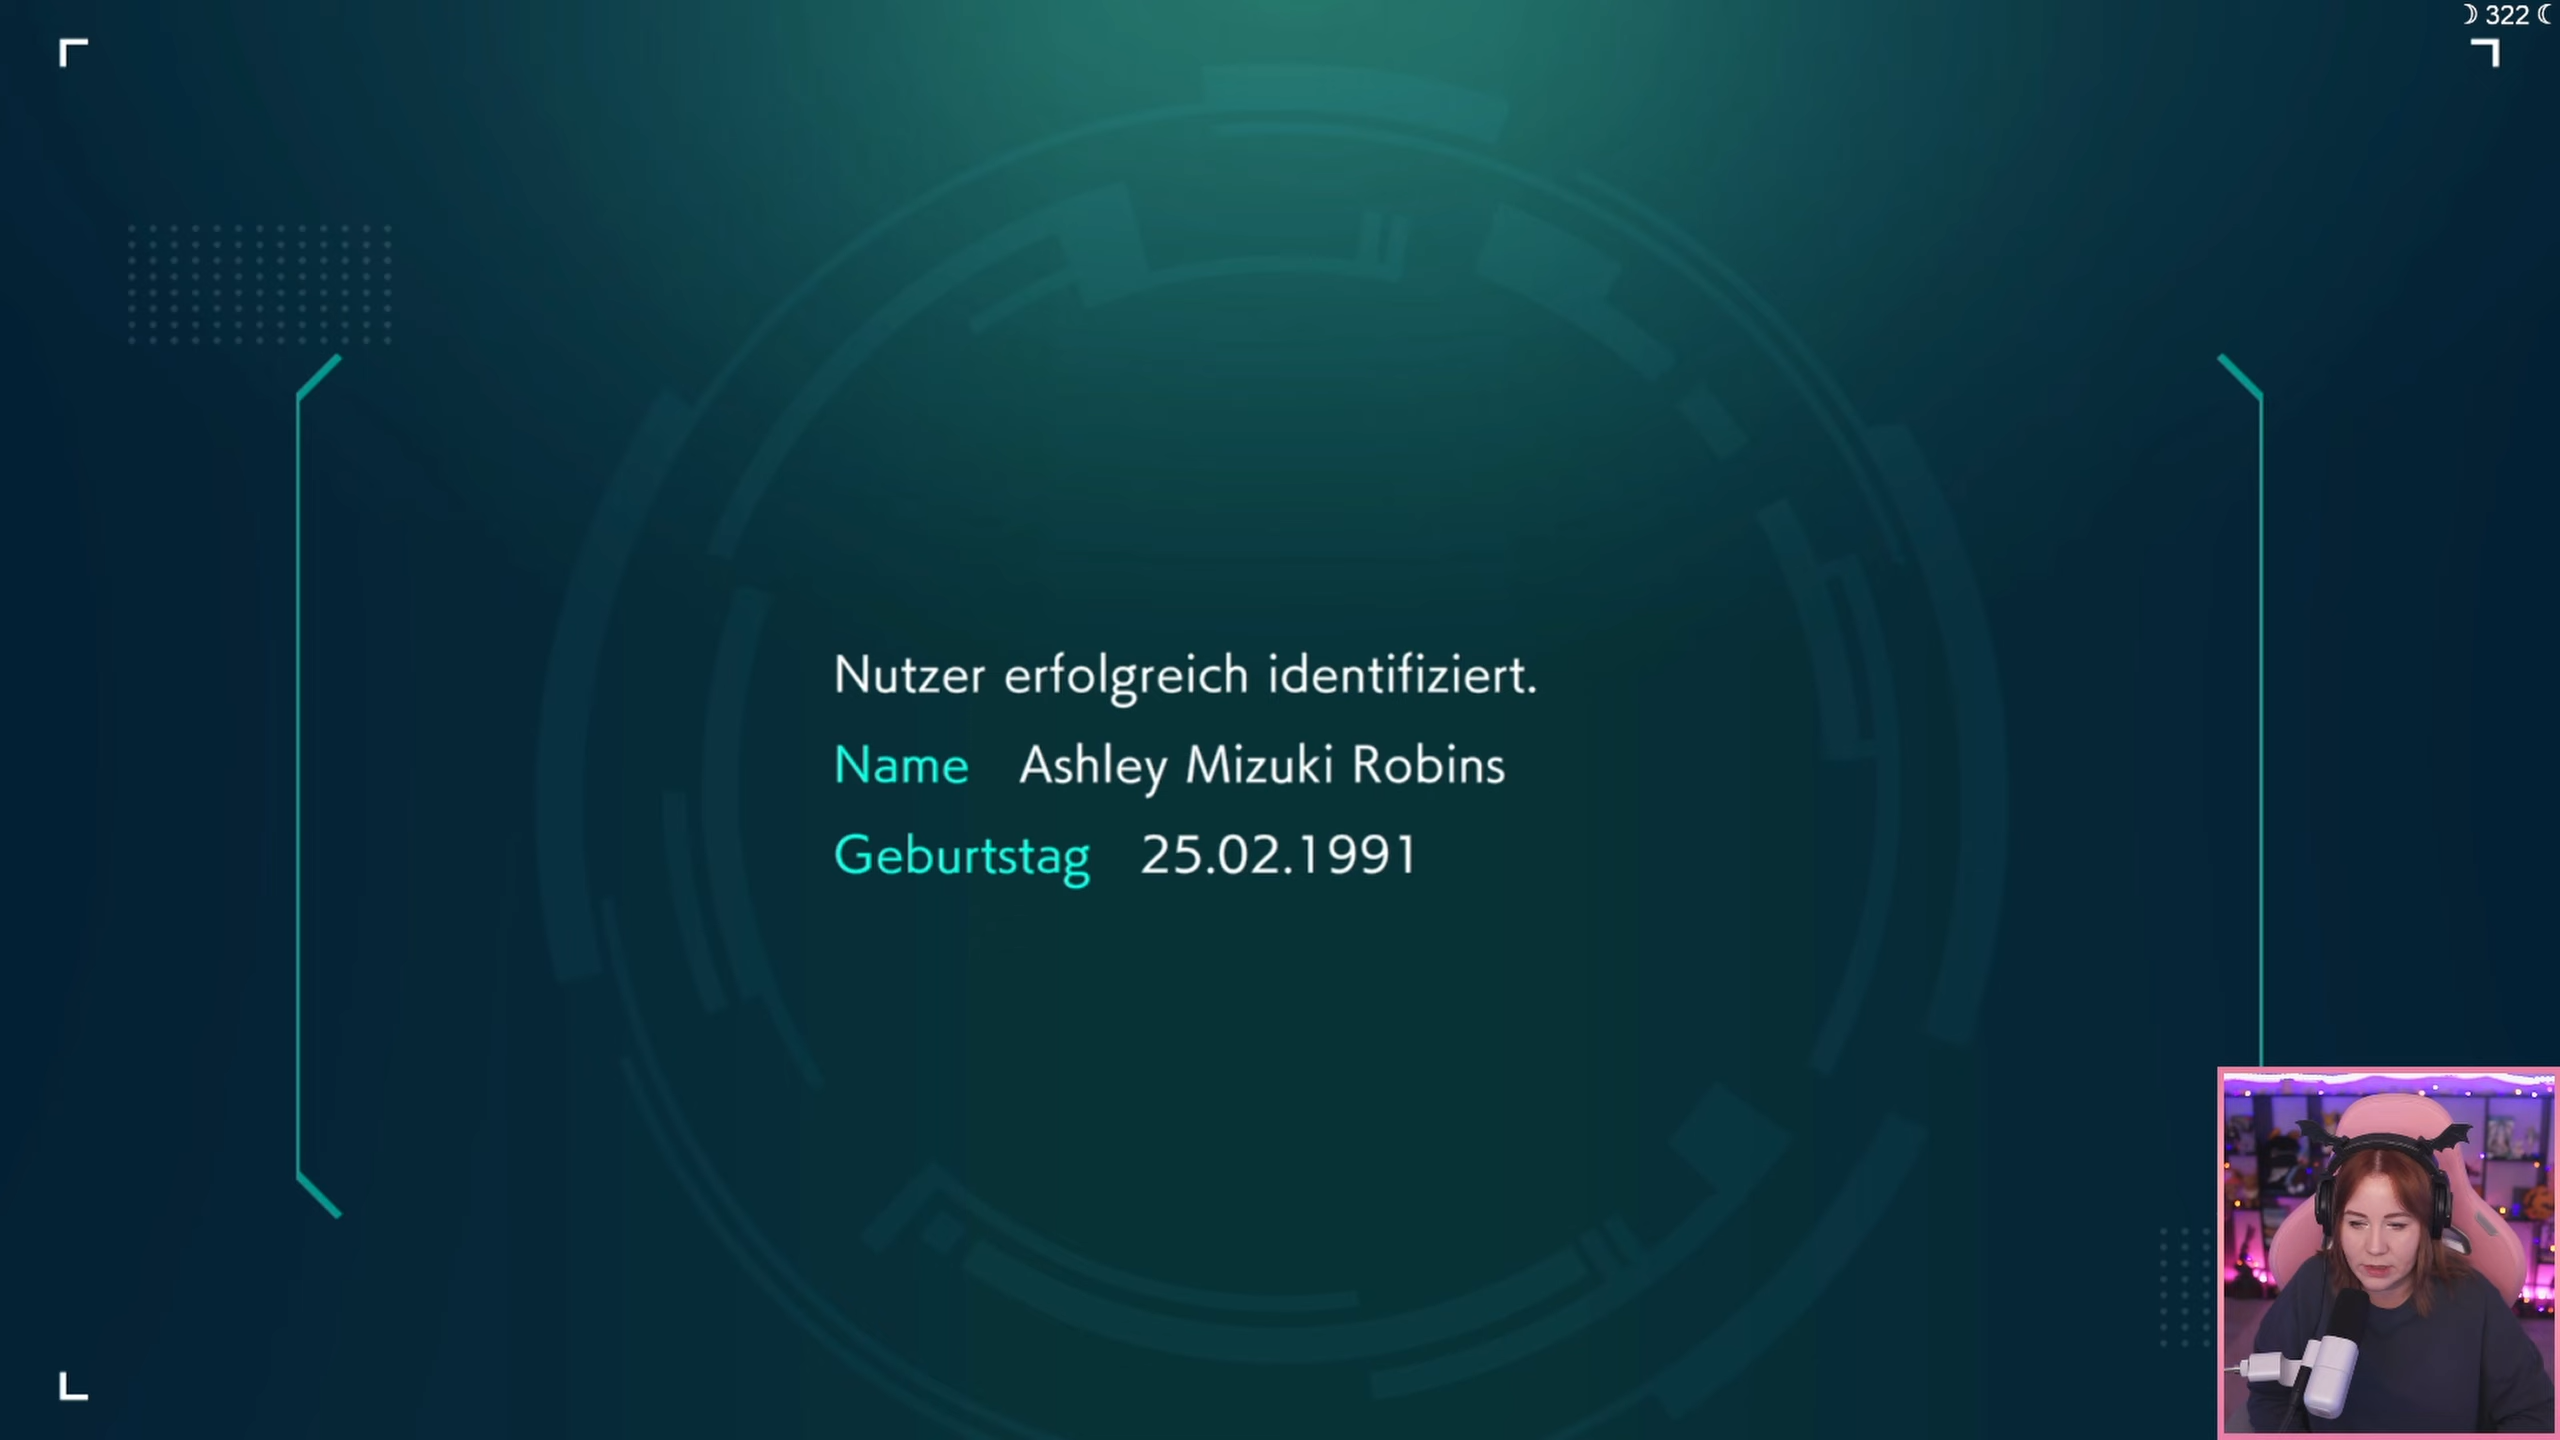 ☽ 322 ☾
Nutzer erfolgreich identifiziert.
Name Ashley Mizuki Robins
Geburtstag 25.02.1991